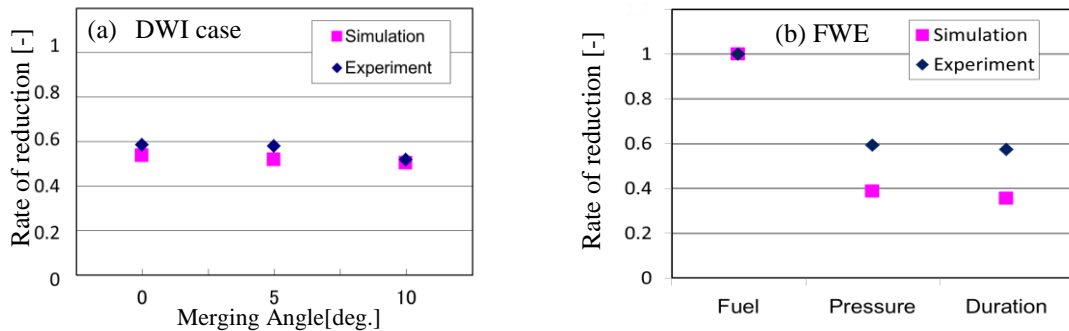 (a) DWI case
Simulation
Experiment
Rate of reduction [-]
1
0.8
0.6
0.4
0.2
0
0
5
10
Merging Angle[deg.]
(b) FWE
Simulation
Experiment
Rate of reduction [-]
1
0.8
0.6
0.4
0.2
0
Fuel
Pressure
Duration